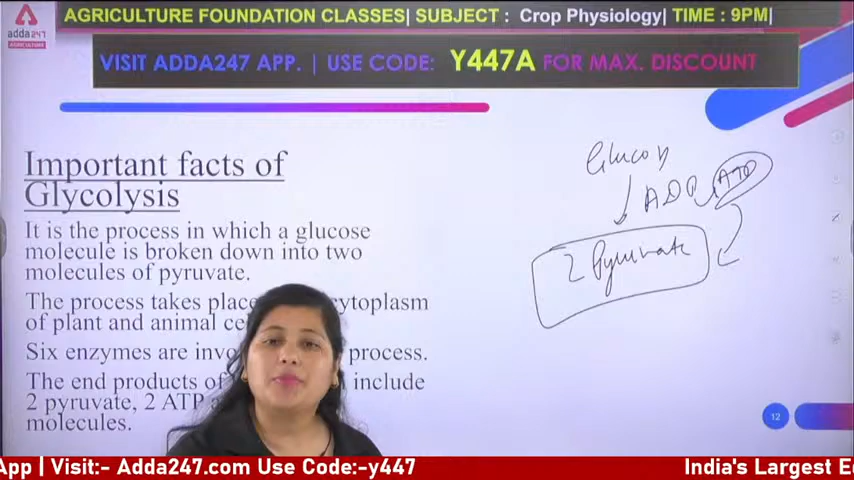 AGRICULTURE FOUNDATION CLASSES| SUBJECT : Crop Physiology| TIME : 9PM|
adda247
AGRICULTURE
VISIT ADDA247 APP. | USE CODE: Y447A FOR MAX. DISCOUNT
Important facts of
Glycolysis
It is the process in which a glucose
molecule is broken down into two
molecules of pyruvate.
The process takes place cytoplasm
of plant and animal ce
Six enzymes are invo process.
The end products of include
2 pyruvate, 2 ATP
molecules.
ADP ATP
2 Pyruvate
12
App | Visit:- Adda247.com Use Code:-y447
India's Largest E